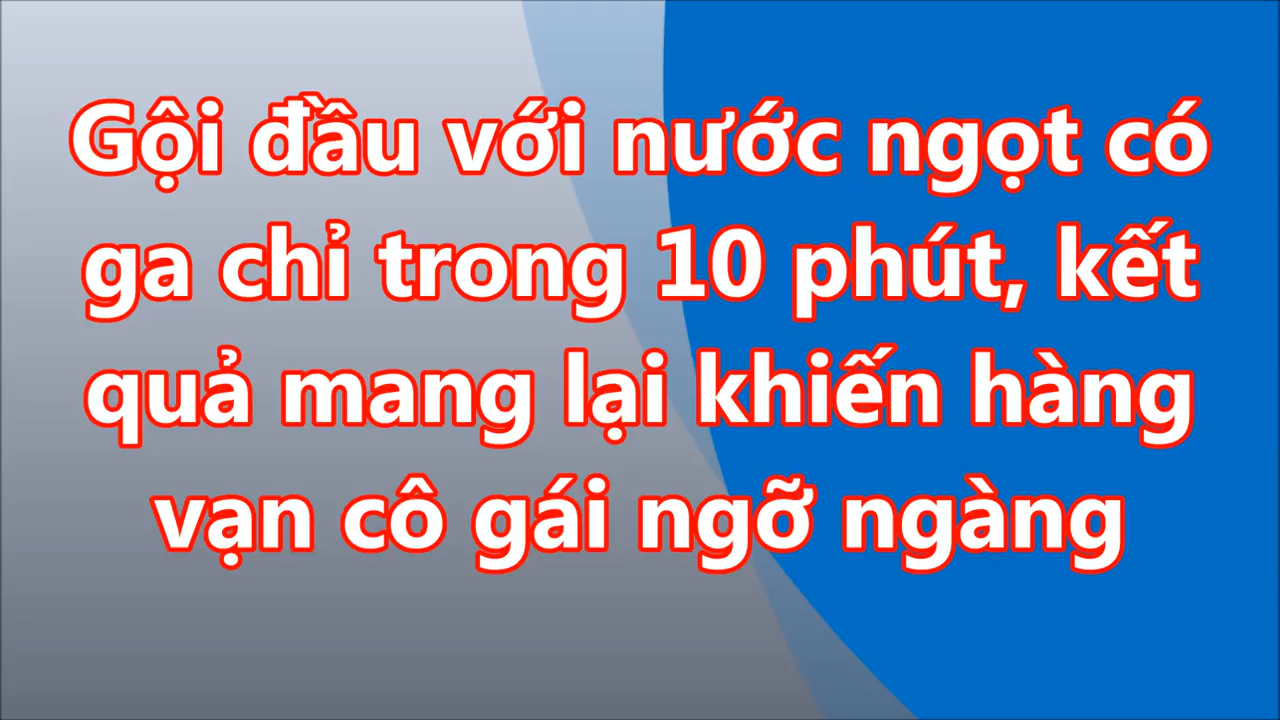 Gội đầu với nước ngọt có
ga chỉ trong 10 phút, kết
quả mang lại khiến hàng
vạn cô gái ngỡ ngàng